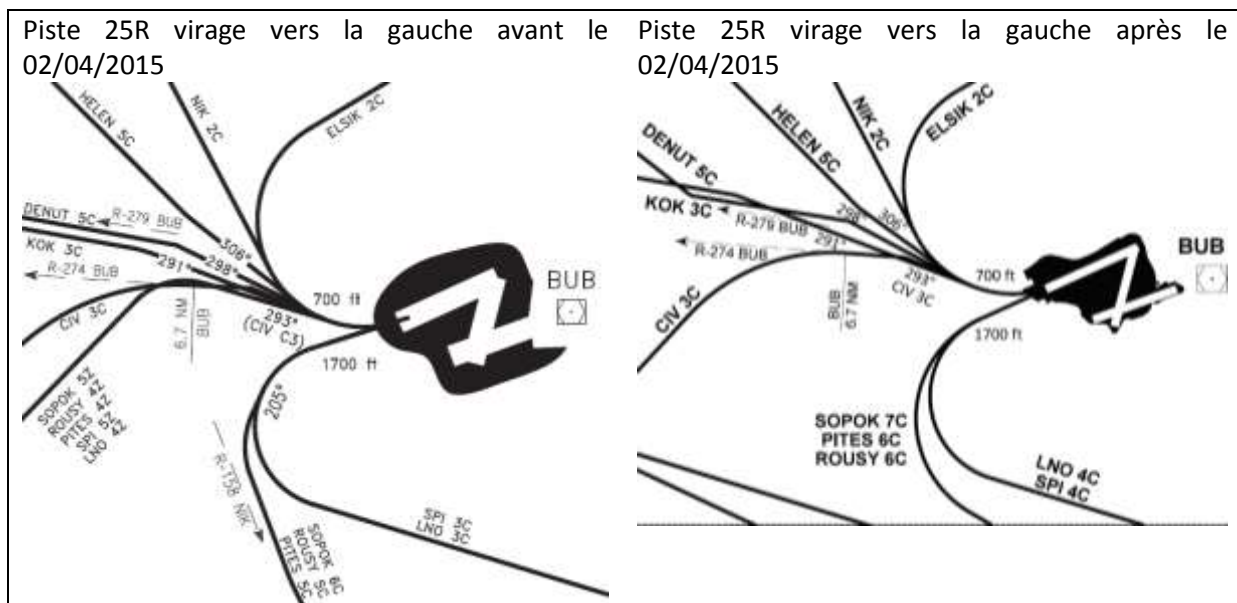 Piste 25R virage vers la gauche avant le
02/04/2015
HELEN 5C
NIK 2C
ELSIK 2C
DENUT 5C
R-279 BUB
KOK 3C
306°
298°
291°
R-274 BUB
293°
(CIV C3)
CIV 3C
6.7 NM
BUB
700 ft
1700 ft
BUB
205°
SOPOK 5Z
ROUSY 4Z
PITES 4Z
SPI 5Z
LNO 4Z
R-158 NIK
SPI 3C
LNO 3C
SOPOK 6C
ROUSY 5C
PITES 5C
Piste 25R virage vers la gauche après le
02/04/2015
DENUT 5C
HELEN 5C
NIK 2C
ELSIK 2C
KOK 3C
R-279 BUB
298°
306°
291°
R-274 BUB
293°
CIV 3C
CIV 3C
BUB
6.7 NM
700 ft
1700 ft
BUB
SOPOK 7C
PITES 6C
ROUSY 6C
LNO 4C
SPI 4C